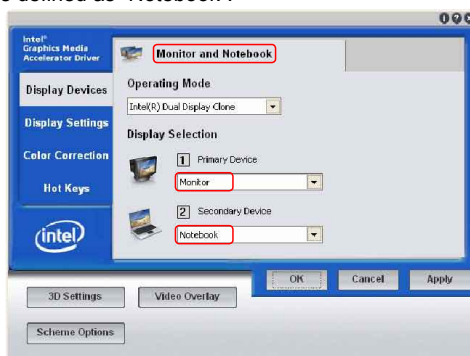 defined as "Notebook".
Intel®
Graphics Media
Accelerator Driver
Monitor and Notebook
Display Devices
Operating Mode
Intel(R) Dual Display Clone
Display Settings
Display Selection
Color Correction
1 Primary Device
Monitor
Hot Keys
2 Secondary Device
Notebook
intel
OK Cancel Apply
3D Settings Video Overlay
Scheme Options